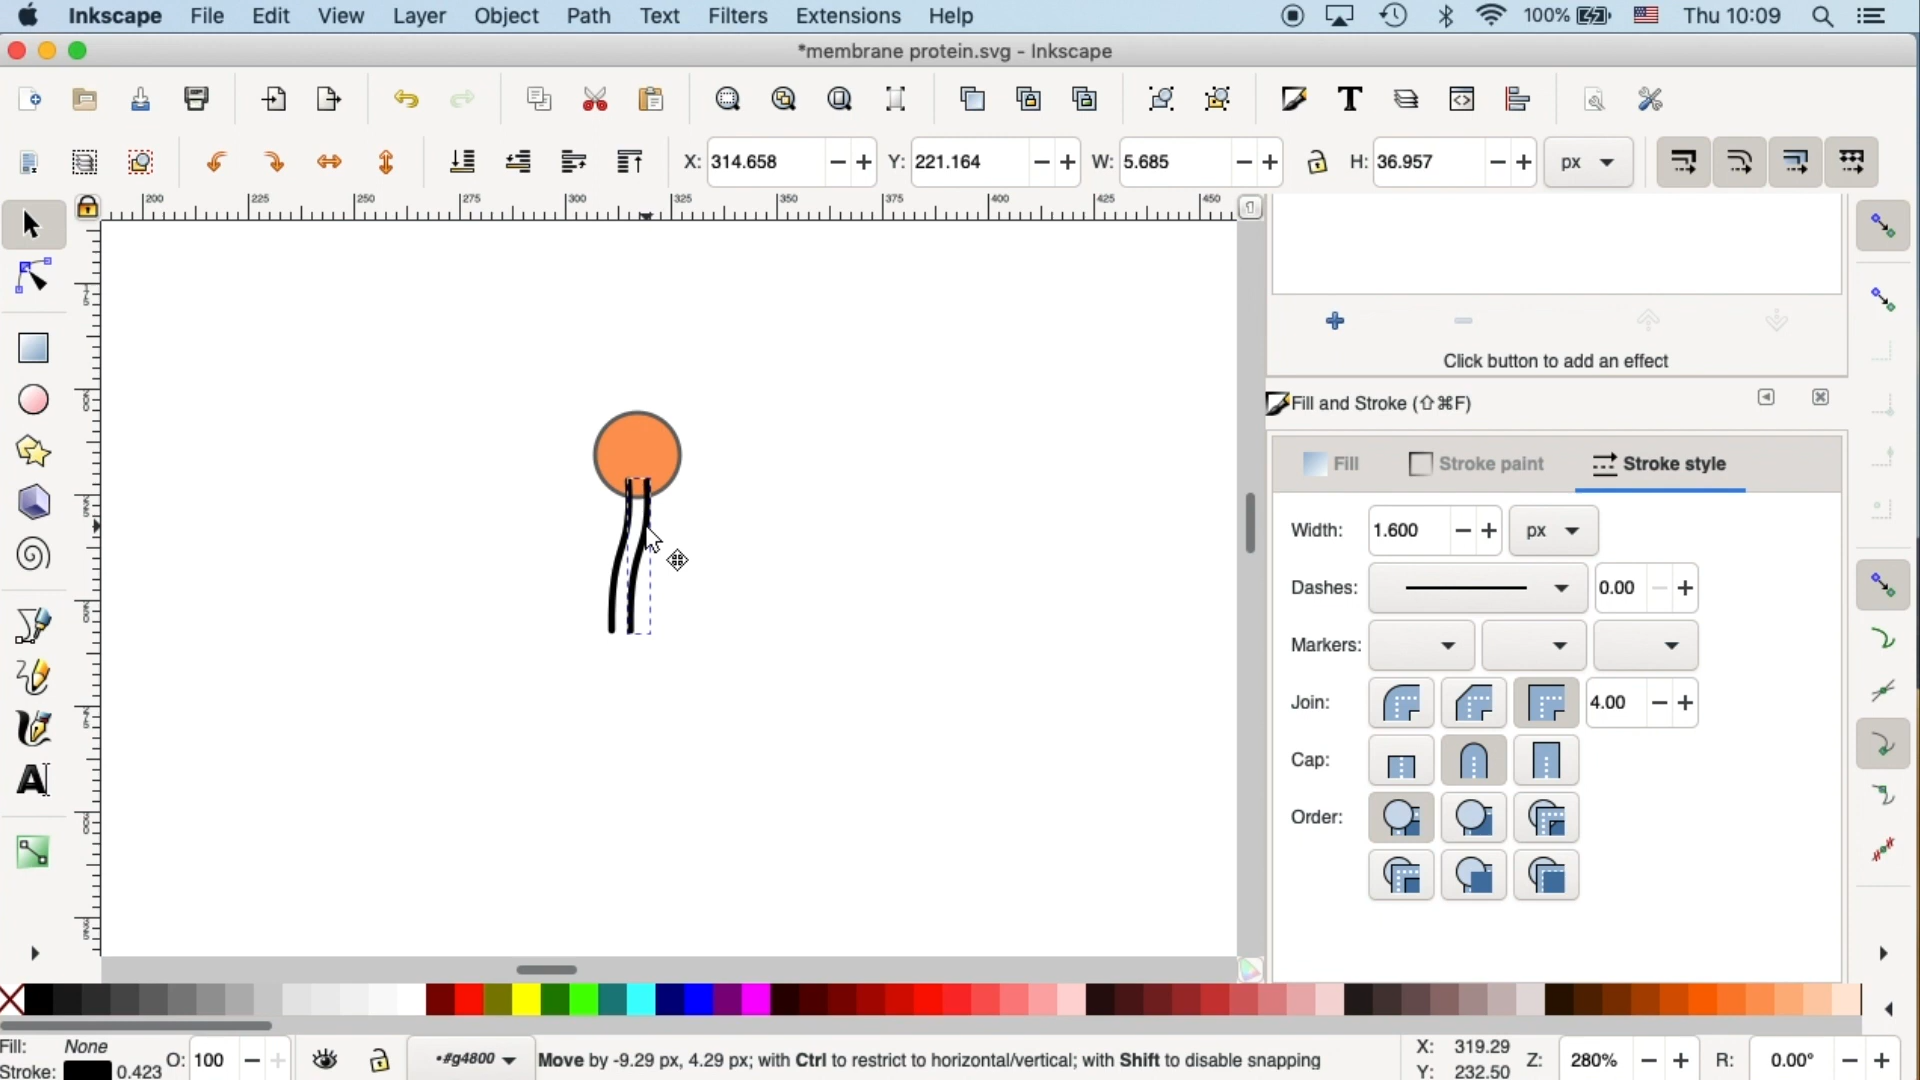 Inkscape File Edit View Layer Object Path Text Filters Extensions Help 100% Thu 10:09
*membrane protein.svg - Inkscape
X: 314.658 Y: 221.164 W: 5.685 H: 36.957 px
200 225 250 275 300 325 350 375 400 425 450
Click button to add an effect
Fill and Stroke (⇧⌘F)
Fill Stroke paint Stroke style
Width: 1.600 px
Dashes: 0.00
Markers:
Join: 4.00
Cap:
Order:
Fill: None O: 100 •#g4800 Move by -9.29 px, 4.29 px; with Ctrl to restrict to horizontal/vertical; with Shift to disable snapping X: 319.29 Z: 280% R: 0.00°
Stroke: 0.423 Y: 232.50